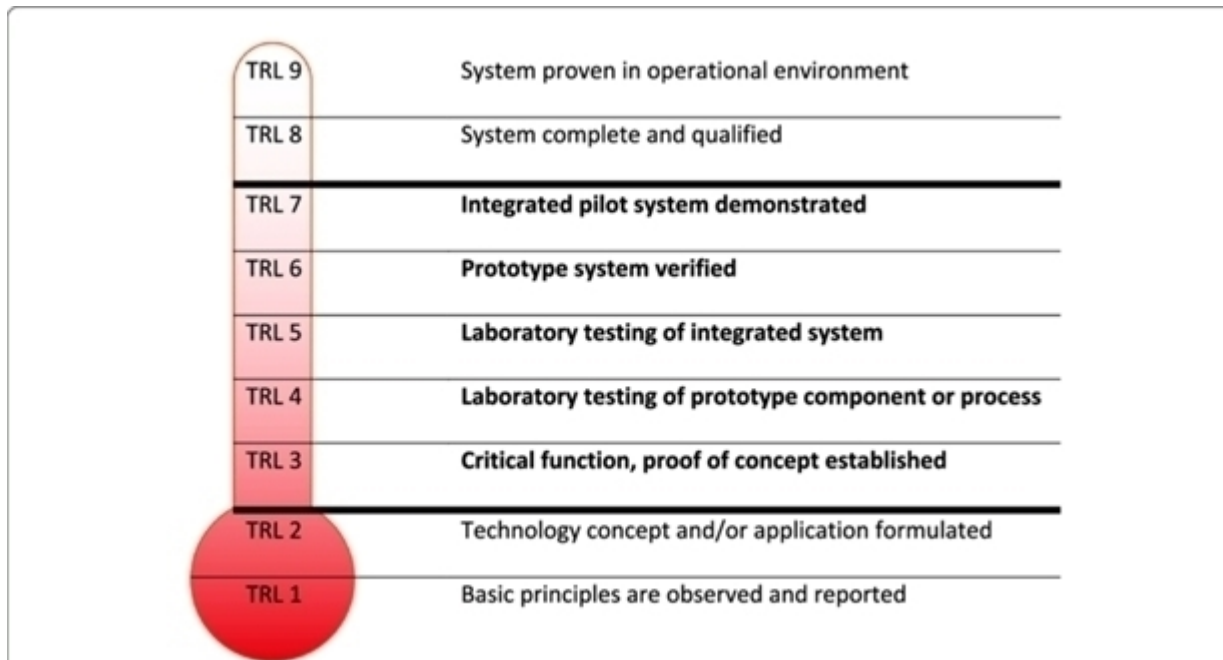 TRL 9 System proven in operational environment
TRL 8 System complete and qualified
TRL 7 Integrated pilot system demonstrated
TRL 6 Prototype system verified
TRL 5 Laboratory testing of integrated system
TRL 4 Laboratory testing of prototype component or process
TRL 3 Critical function, proof of concept established
TRL 2 Technology concept and/or application formulated
TRL 1 Basic principles are observed and reported